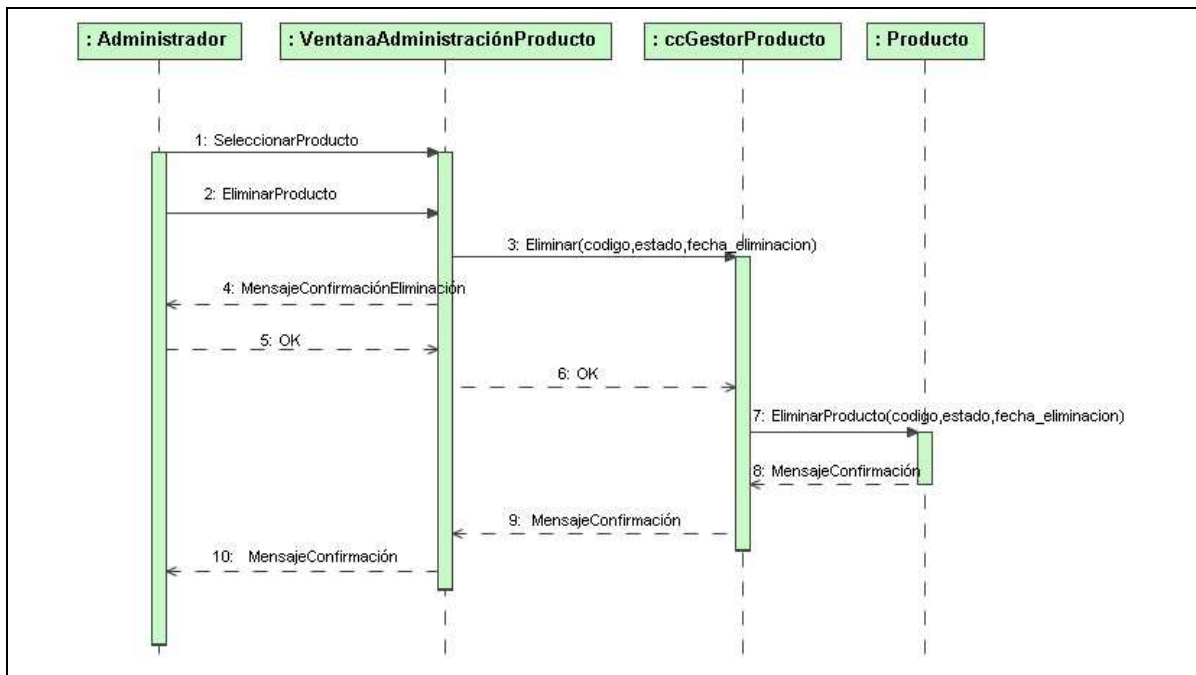 : Administrador
: VentanaAdministraciónProducto
: ccGestorProducto
: Producto
1: SeleccionarProducto
2: EliminarProducto
3: Eliminar(codigo,estado,fecha_eliminacion)
4: MensajeConfirmaciónEliminación
5: OK
6: OK
7: EliminarProducto(codigo,estado,fecha_eliminacion)
8: MensajeConfirmación
9: MensajeConfirmación
10: MensajeConfirmación